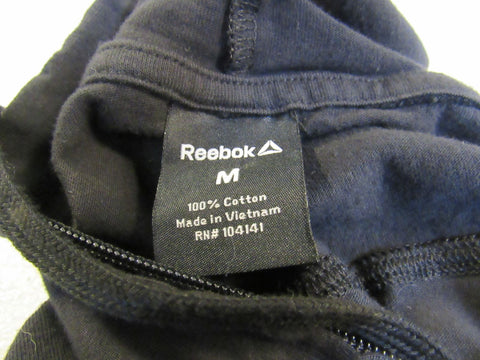 Reebok
M
100% Cotton
Made in Vietnam
RN# 104141